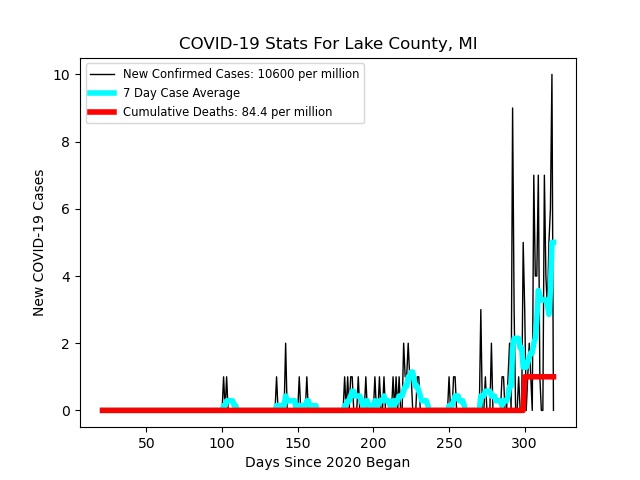 COVID-19 Stats For Lake County, MI
New Confirmed Cases: 10600 per million
7 Day Case Average
Cumulative Deaths: 84.4 per million
New COVID-19 Cases
10
8
6
4
2
0
50 100 150 200 250 300
Days Since 2020 Began